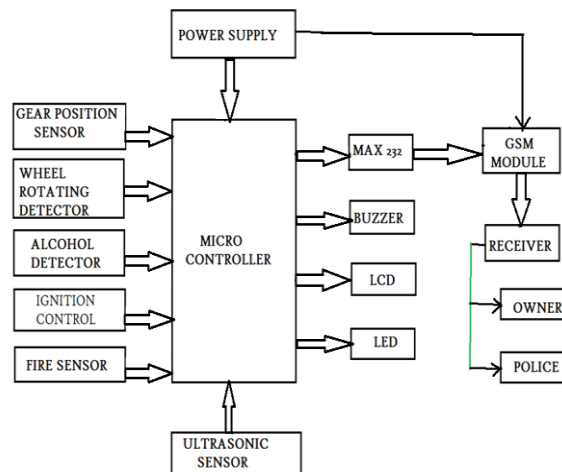 POWER SUPPLY
GEAR POSITION
SENSOR
WHEEL
ROTATING
DETECTOR
ALCOHOL
DETECTOR
IGNITION
CONTROL
FIRE SENSOR
MICRO
CONTROLLER
ULTRASONIC
SENSOR
MAX 232
BUZZER
LCD
LED
GSM
MODULE
RECEIVER
OWNER
POLICE